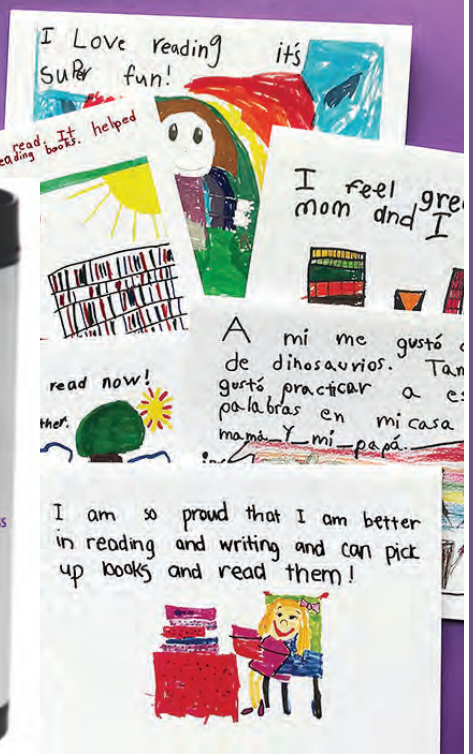 I Love reading it's
super fun!
read. It helped
reading books.
I feel gre
mom and I
A mi me gustó
de dinosaurios. Tam
gustó practicar a es
palabras en mi casa
mamá Y mi papá.
read now!
ther.
I am so proud that I am better
in reading and writing and can pick
up books and read them!